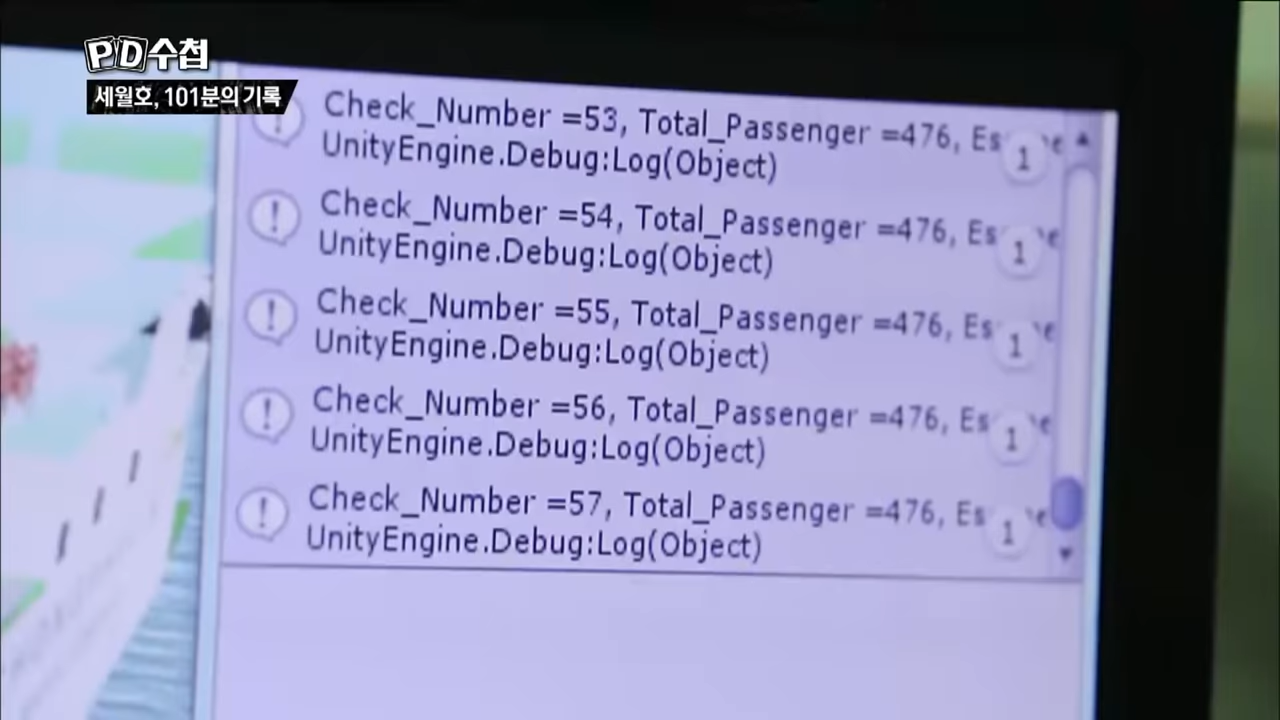 PD수첩
세월호, 101분의 기록
Check_Number =53, Total_Passenger =476,
1
UnityEngine.Debug:Log(Object)
Check_Number =54, Total_Passenger =476,
1
UnityEngine.Debug:Log(Object)
Check_Number =55, Total_Passenger =476,
1
UnityEngine.Debug:Log(Object)
Check_Number =56, Total_Passenger =476,
1
UnityEngine.Debug:Log(Object)
Check_Number =57, Total_Passenger =476,
1
UnityEngine.Debug:Log(Object)